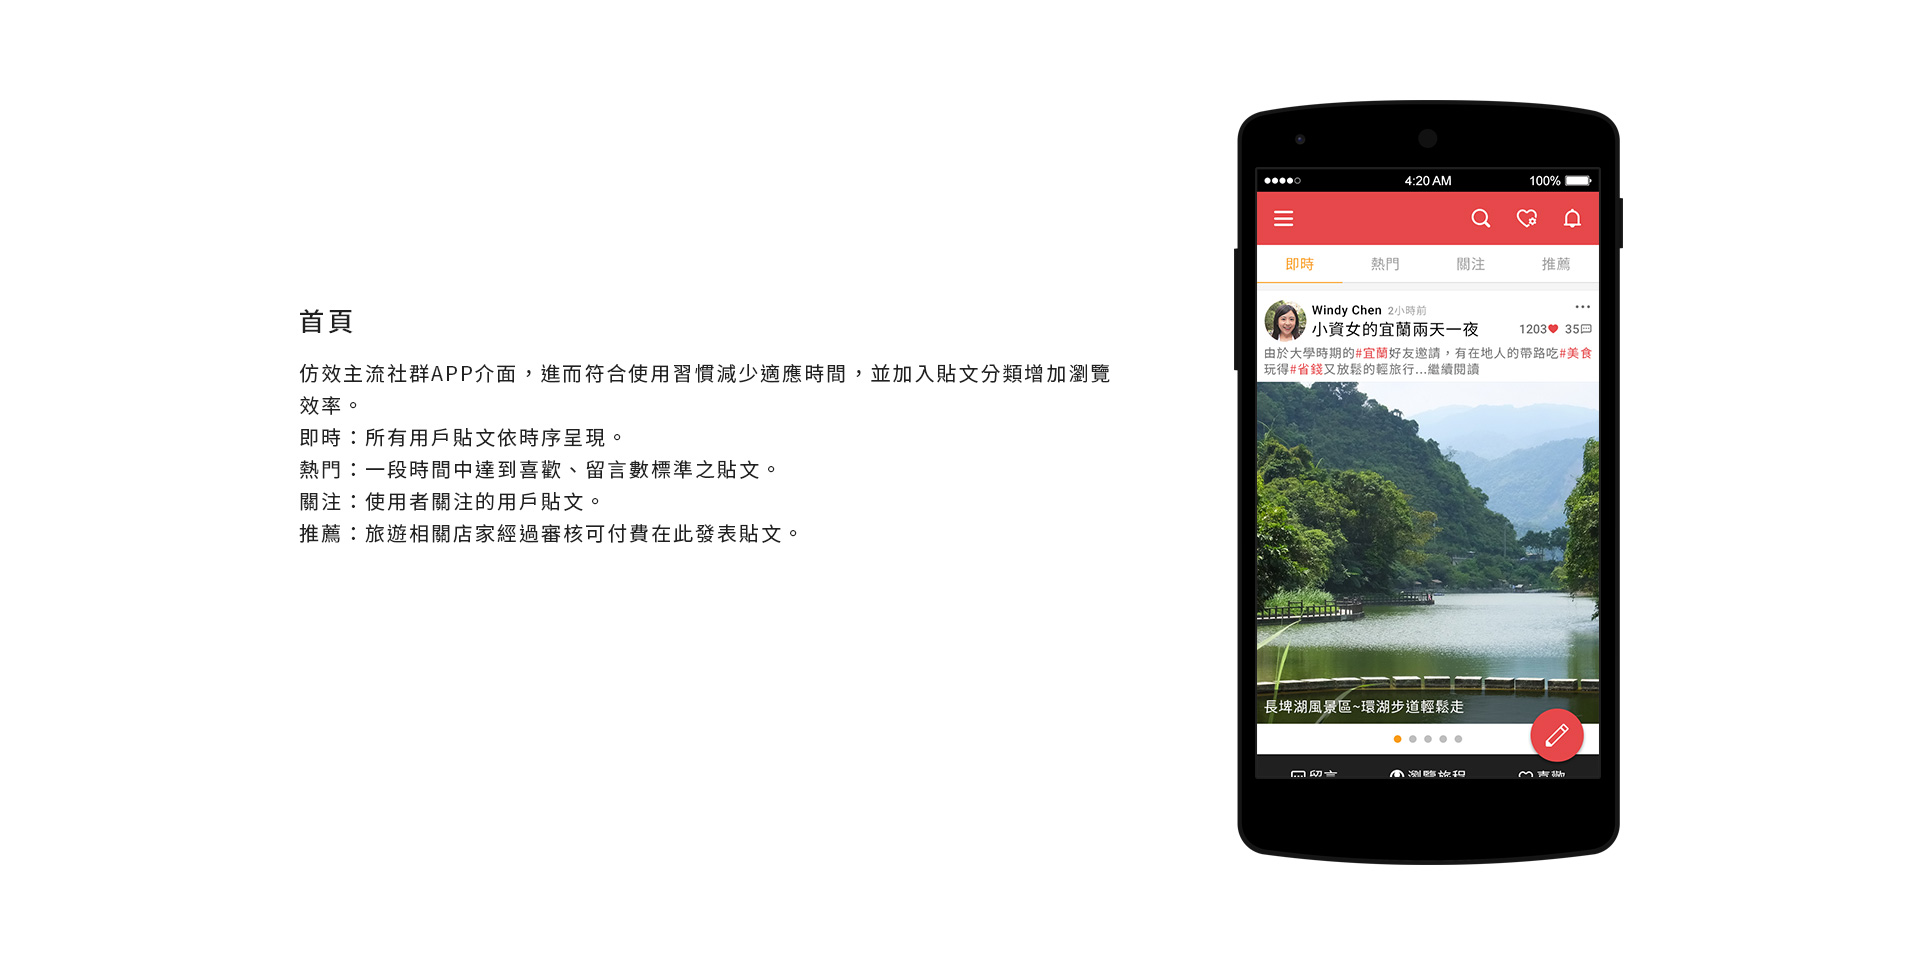 首頁
仿效主流社群APP介面，進而符合使用習慣減少適應時間，並加入貼文分類增加瀏覽
效率。
即時：所有用戶貼文依時序呈現。
熱門：一段時間中達到喜歡、留言數標準之貼文。
關注：使用者關注的用戶貼文。
推薦：旅遊相關店家經過審核可付費在此發表貼文。
4:20 AM 100%
即時 熱門 關注 推薦
Windy Chen 2小時前
小資女的宜蘭兩天一夜 1203 35
由於大學時期的#宜蘭好友邀請，有在地人的帶路吃#美食
玩得#省錢又放鬆的輕旅行...繼續閱讀
長埤湖風景區~環湖步道輕鬆走
留言 瀏覽旅程 喜歡